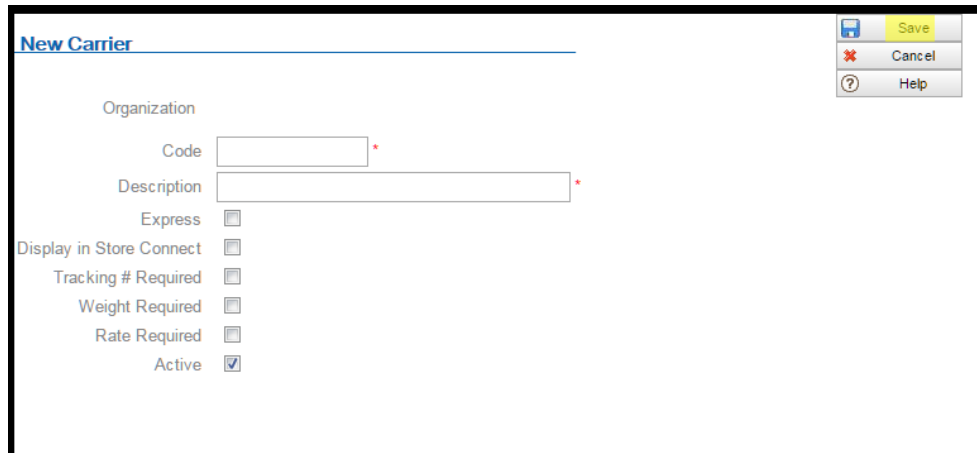 New Carrier
Save
Cancel
Help
Organization
Code *
Description *
Express
Display in Store Connect
Tracking # Required
Weight Required
Rate Required
Active